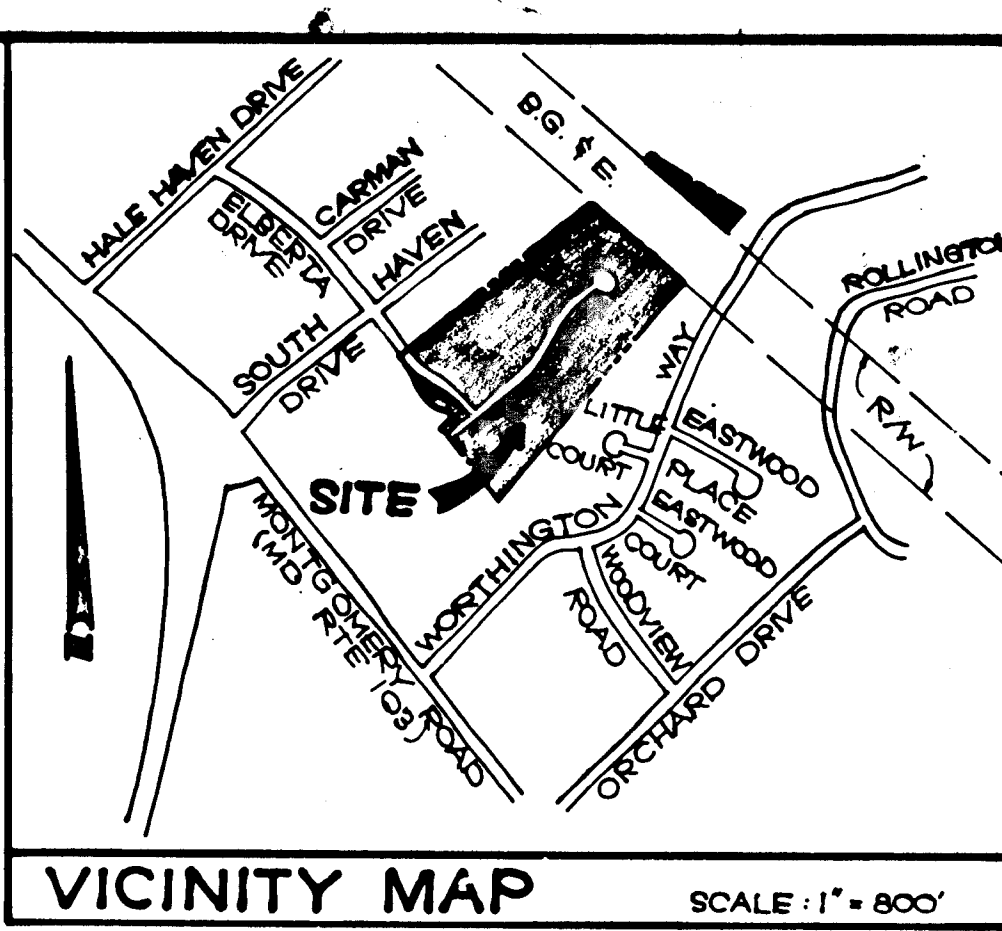 HALE HAVEN DRIVE
B.G. & E.
CARMAN
DRIVE
ELBERTA
DRIVE
HAVEN
SOUTH
DRIVE
ROLLINGTON
ROAD
WAY
R/W
LITTLE
COURT
EASTWOOD
PLACE
EASTWOOD
COURT
SITE
WORTHINGTON
WOODVIEW
ROAD
MONTGOMERY ROAD
(MD RTE 103)
ORCHARD DRIVE
VICINITY MAP
SCALE : 1" = 800'